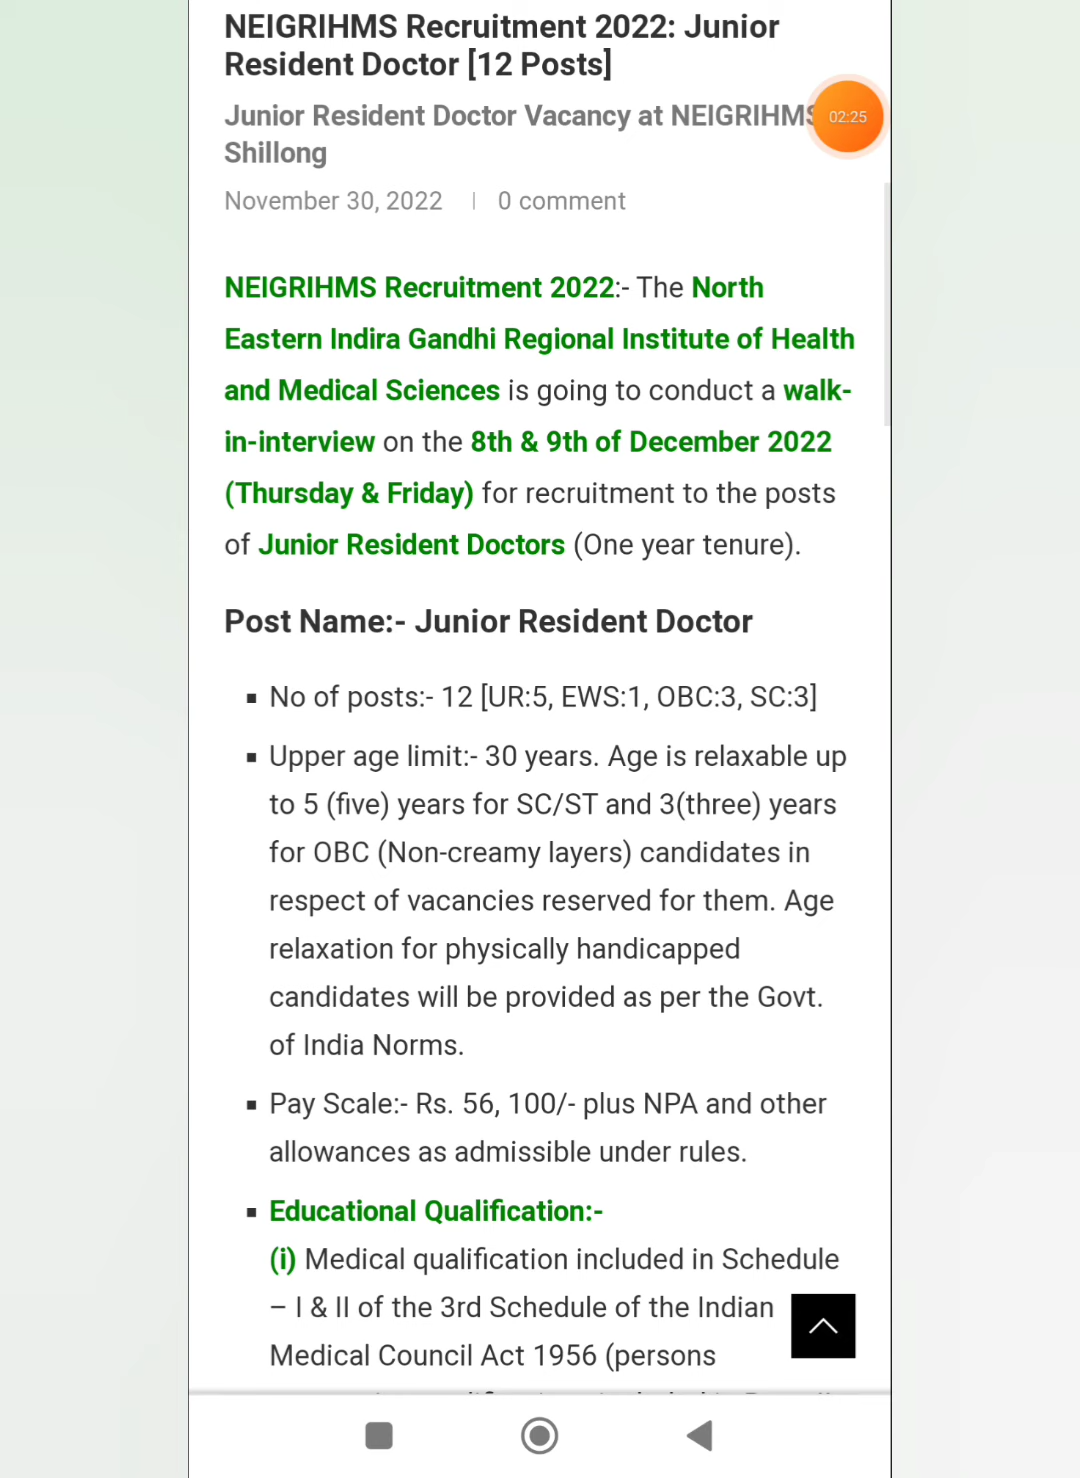 NEIGRIHMS Recruitment 2022: Junior
Resident Doctor [12 Posts]
Junior Resident Doctor Vacancy at NEIGRIHMS
02:25
Shillong
November 30, 2022 | 0 comment
NEIGRIHMS Recruitment 2022:- The North
Eastern Indira Gandhi Regional Institute of Health
and Medical Sciences is going to conduct a walk-
in-interview on the 8th & 9th of December 2022
(Thursday & Friday) for recruitment to the posts
of Junior Resident Doctors (One year tenure).
Post Name:- Junior Resident Doctor
▪ No of posts:- 12 [UR:5, EWS:1, OBC:3, SC:3]
▪ Upper age limit:- 30 years. Age is relaxable up
to 5 (five) years for SC/ST and 3(three) years
for OBC (Non-creamy layers) candidates in
respect of vacancies reserved for them. Age
relaxation for physically handicapped
candidates will be provided as per the Govt.
of India Norms.
▪ Pay Scale:- Rs. 56, 100/- plus NPA and other
allowances as admissible under rules.
▪ Educational Qualification:-
(i) Medical qualification included in Schedule
– I & II of the 3rd Schedule of the Indian
Medical Council Act 1956 (persons